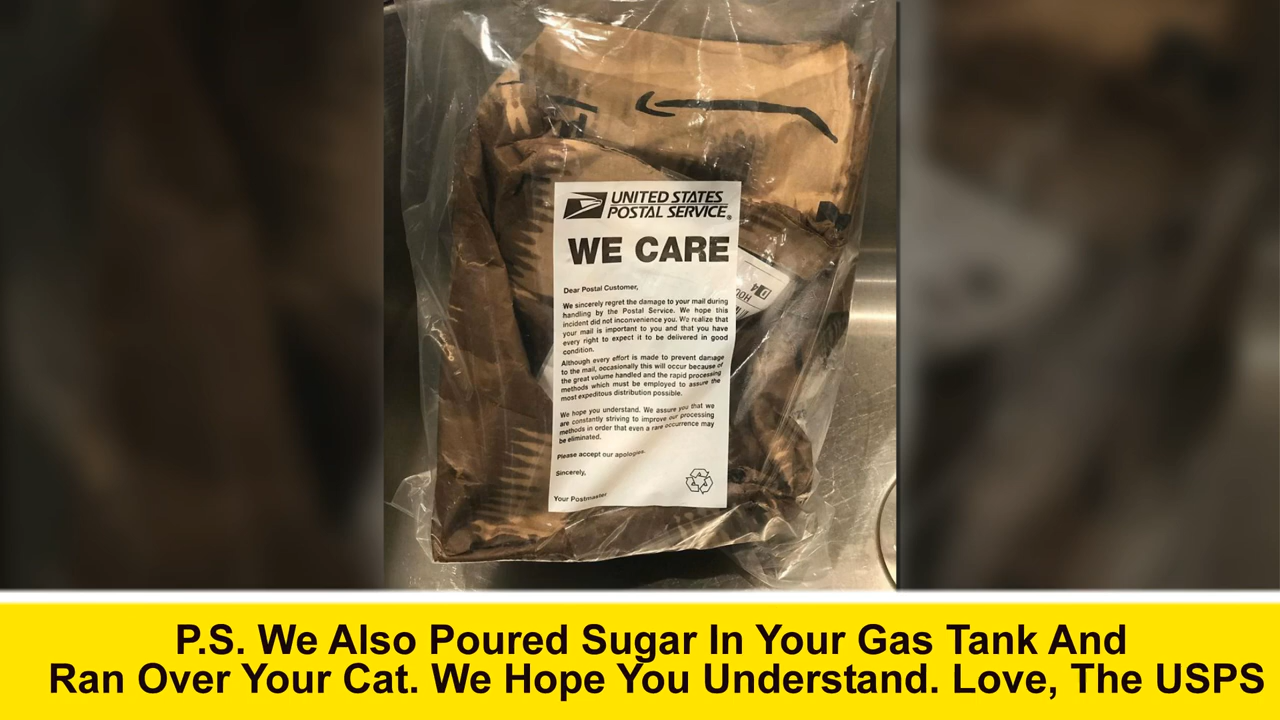 UNITED STATES
POSTAL SERVICE®
WE CARE
Dear Postal Customer,
We sincerely regret the damage to your mail during
handling by the Postal Service. We hope this
incident did not inconvenience you. We realize that
your mail is important to you and that you have
every right to expect it to be delivered in good
condition.
Although every effort is made to prevent damage
to the mail, occasionally this will occur because of
the great volume handled and the rapid processing
methods which must be employed to assure the
most expeditous distribution possible.
We hope you understand. We assure you that we
are constantly striving to improve our processing
methods in order that even a rare occurrence may
be eliminated.
Please accept our apologies.
Sincerely,
Your Postmaster
P.S. We Also Poured Sugar In Your Gas Tank And
Ran Over Your Cat. We Hope You Understand. Love, The USPS